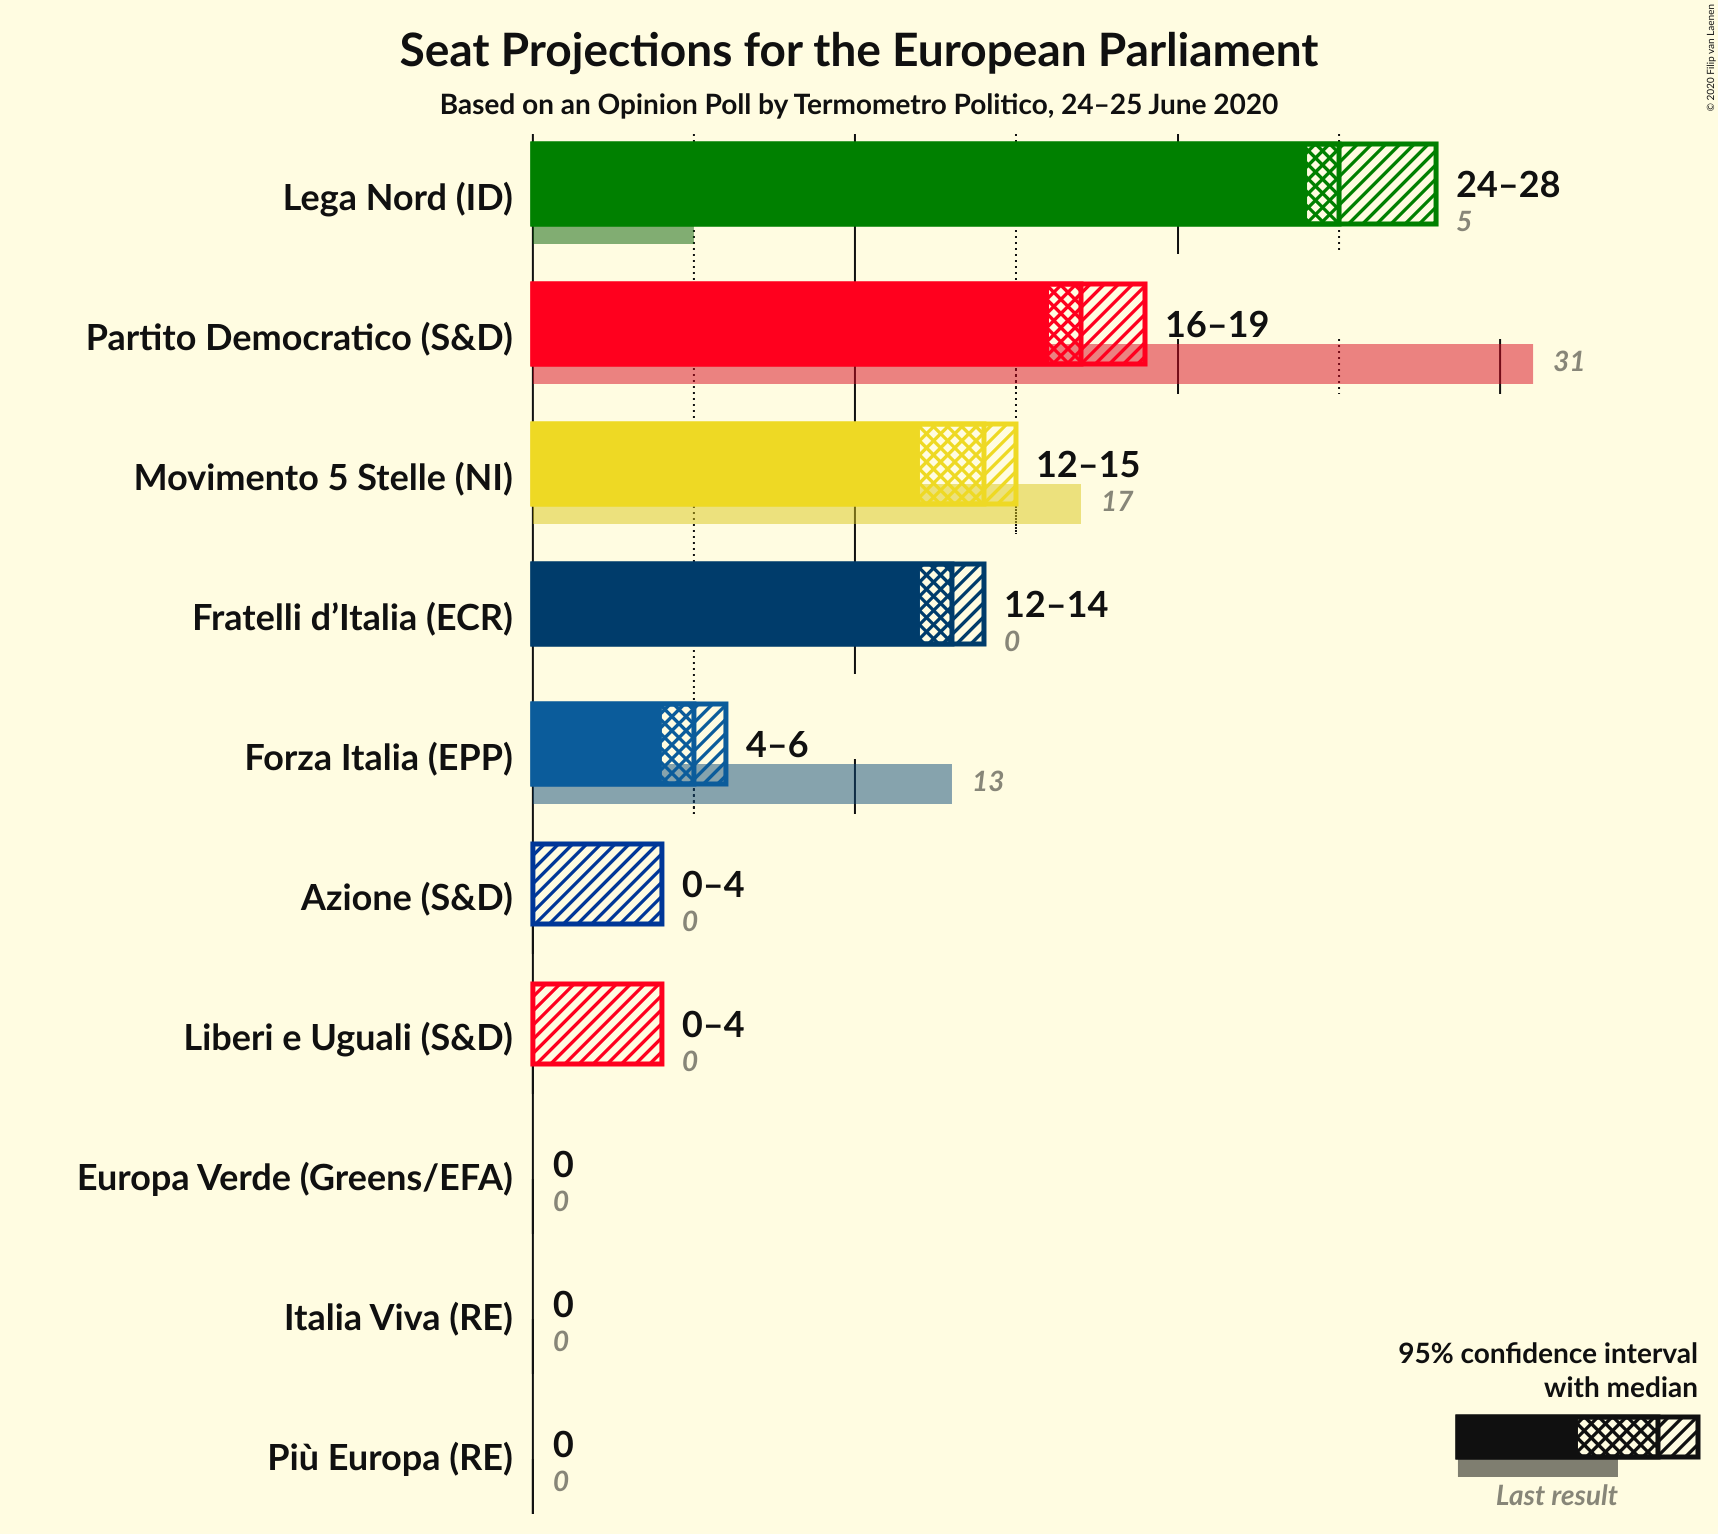 Seat Projections for the European Parliament
Based on an Opinion Poll by Termometro Politico, 24–25 June 2020
© 2020 Filip van Laenen
Lega Nord (ID)
24–28
5
Partito Democratico (S&D)
16–19
31
Movimento 5 Stelle (NI)
12–15
17
Fratelli d’Italia (ECR)
12–14
0
Forza Italia (EPP)
4–6
13
Azione (S&D)
0–4
0
Liberi e Uguali (S&D)
0–4
0
Europa Verde (Greens/EFA)
0
0
Italia Viva (RE)
0
0
Più Europa (RE)
0
0
95% confidence interval
with median
Last result